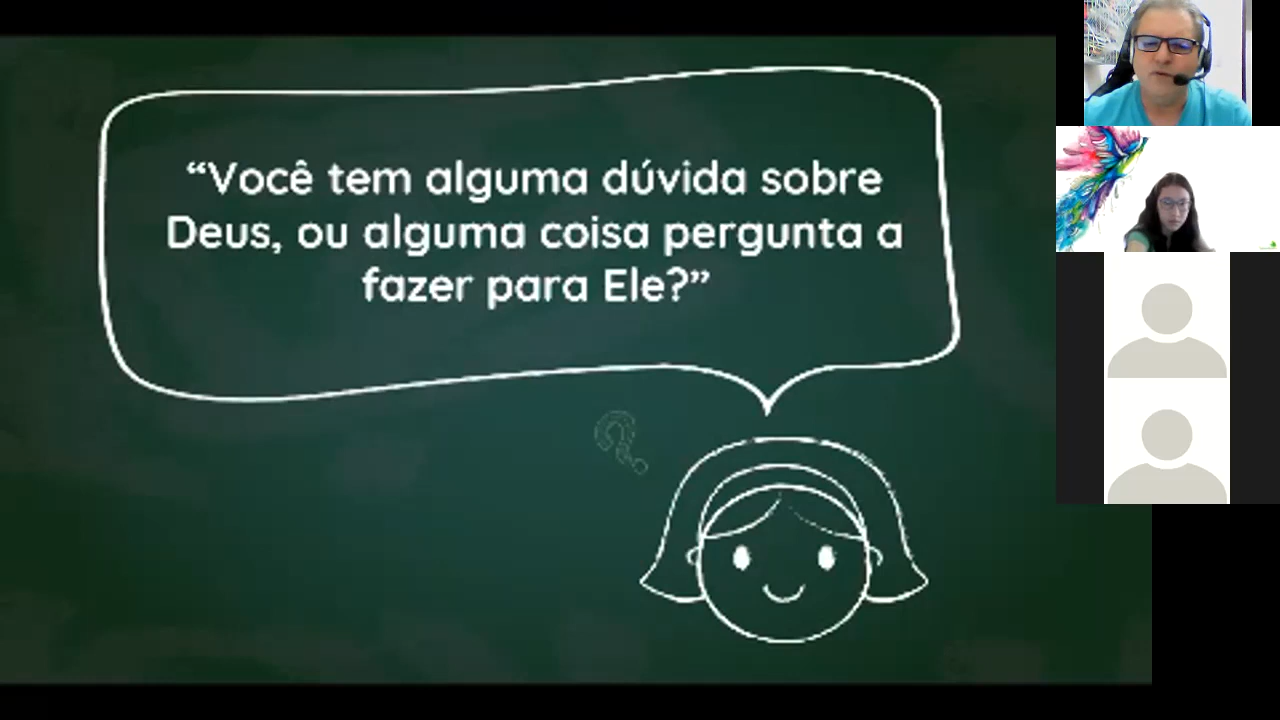 “Você tem alguma dúvida sobre
Deus, ou alguma coisa pergunta a
fazer para Ele?”